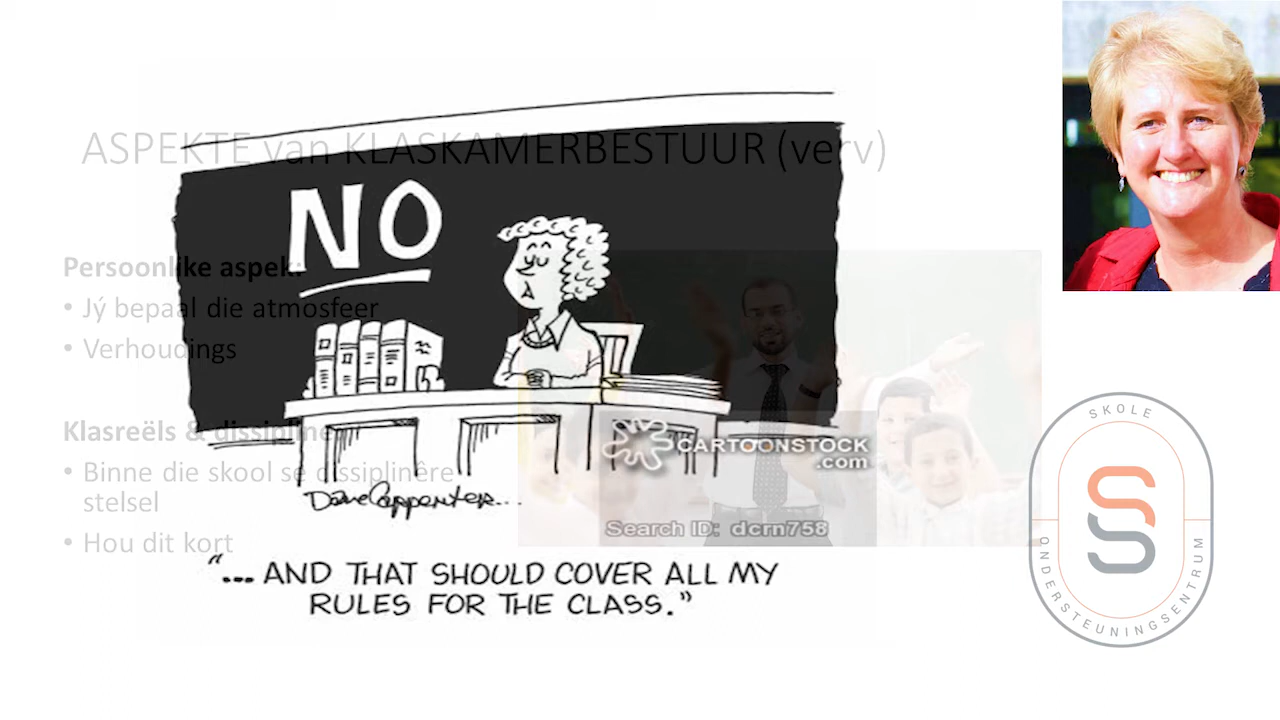 ASPEKTE van KLASKAMERBESTUUR (verv)
NO
Persoonlike aspek:
• Jý bepaal die atmosfeer
• Verhoudings
Klasreëls & dissipline
• Binne die skool se dissiplinêre
stelsel
• Hou dit kort
CARTOONSTOCK
.com
Search ID: dcrn758
Dave Carpenter...
"... AND THAT SHOULD COVER ALL MY
RULES FOR THE CLASS."
SKOLE
ONDERSTEUNINGSENTRUM